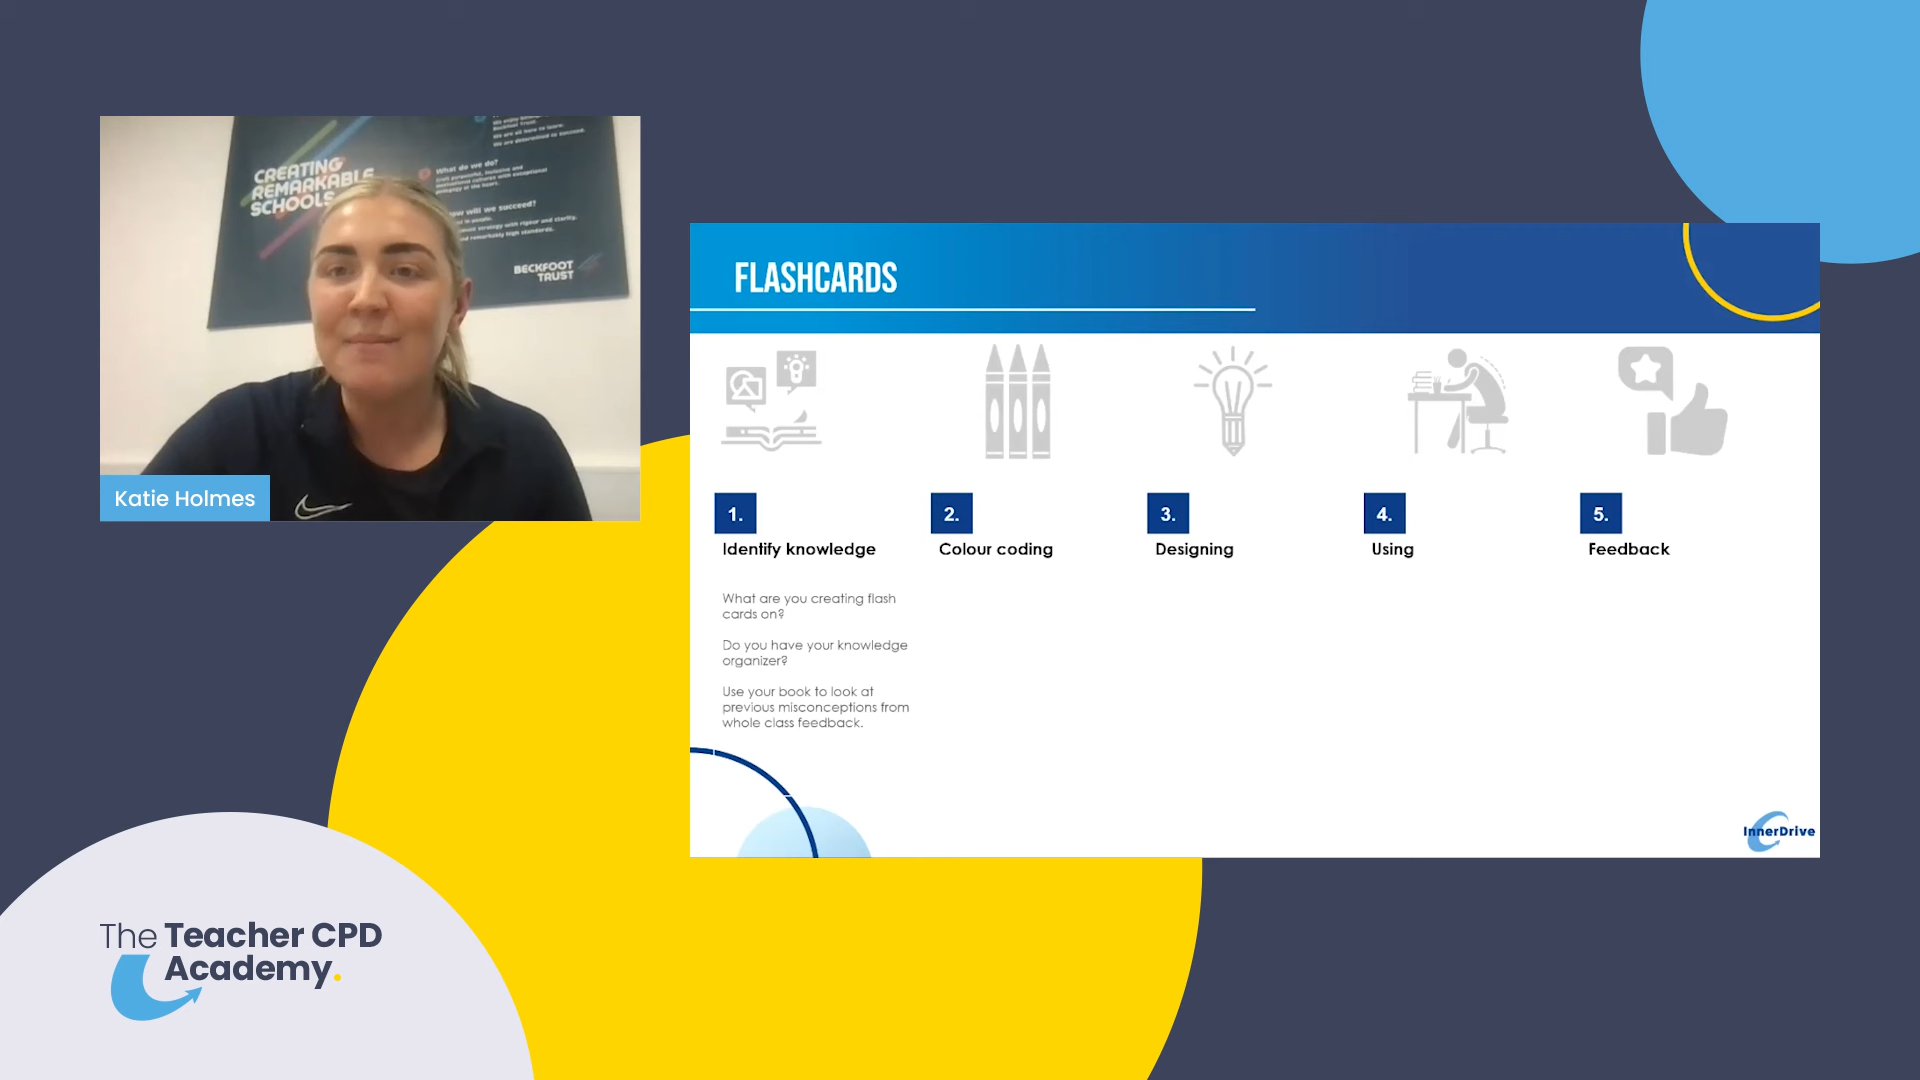 CREATING
REMARKABLE
SCHOOLS
What do we do?
will we succeed?
BECKFOOT
TRUST
Katie Holmes
FLASHCARDS
1.
Identify knowledge
What are you creating flash
cards on?
Do you have your knowledge
organizer?
Use your book to look at
previous misconceptions from
whole class feedback.
2.
Colour coding
3.
Designing
4.
Using
5.
Feedback
InnerDrive
The Teacher CPD
Academy.